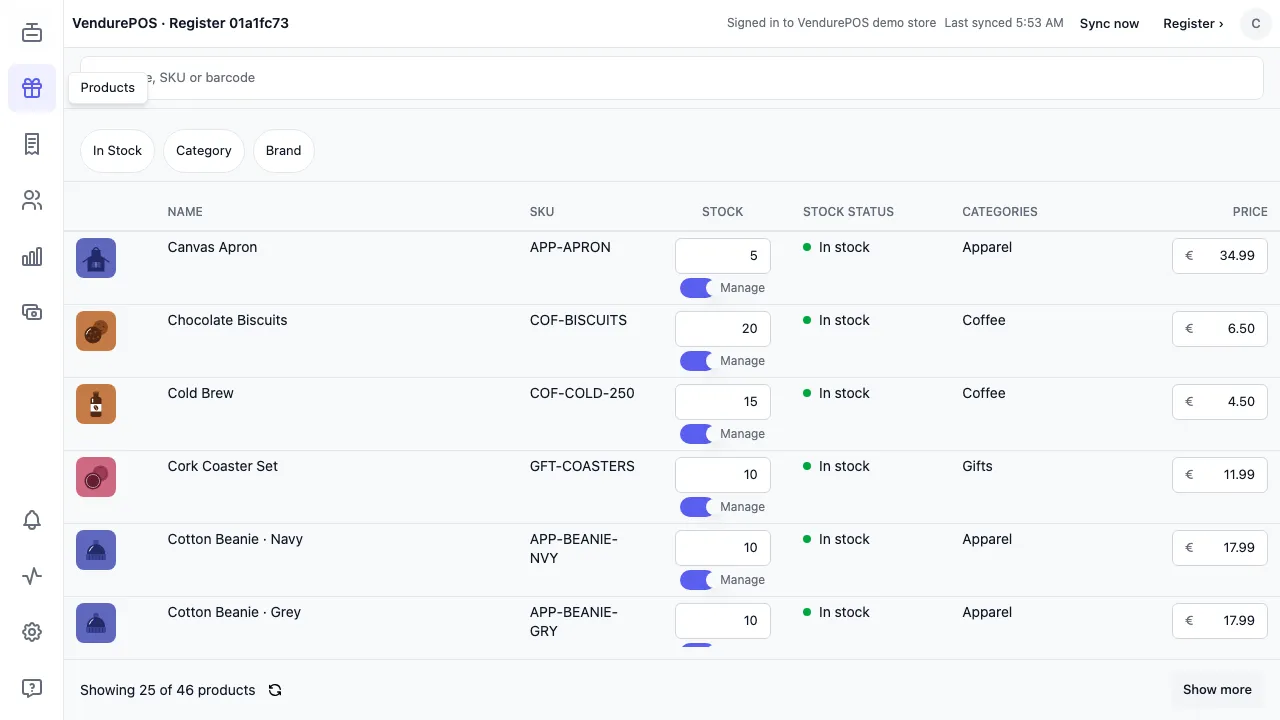 VendurePOS · Register 01a1fc73
Signed in to VendurePOS demo store
Last synced 5:53 AM
Sync now
Register ›
C
Products
, SKU or barcode
In Stock
Category
Brand
NAME
SKU
STOCK
STOCK STATUS
CATEGORIES
PRICE
Canvas Apron
APP-APRON
5
Manage
In stock
Apparel
€ 34.99
Chocolate Biscuits
COF-BISCUITS
20
Manage
In stock
Coffee
€ 6.50
Cold Brew
COF-COLD-250
15
Manage
In stock
Coffee
€ 4.50
Cork Coaster Set
GFT-COASTERS
10
Manage
In stock
Gifts
€ 11.99
Cotton Beanie · Navy
APP-BEANIE-
NVY
10
Manage
In stock
Apparel
€ 17.99
Cotton Beanie · Grey
APP-BEANIE-
GRY
10
In stock
Apparel
€ 17.99
Showing 25 of 46 products
Show more